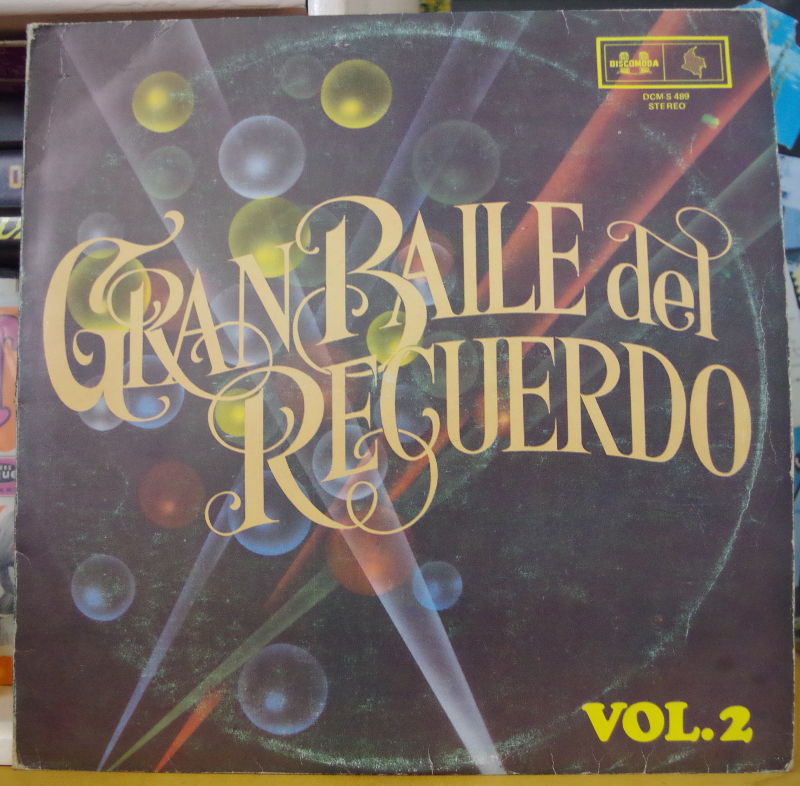 DISCOMODA
DCM-S 489
STEREO
GRAN BAILE del
RECUERDO
VOL. 2